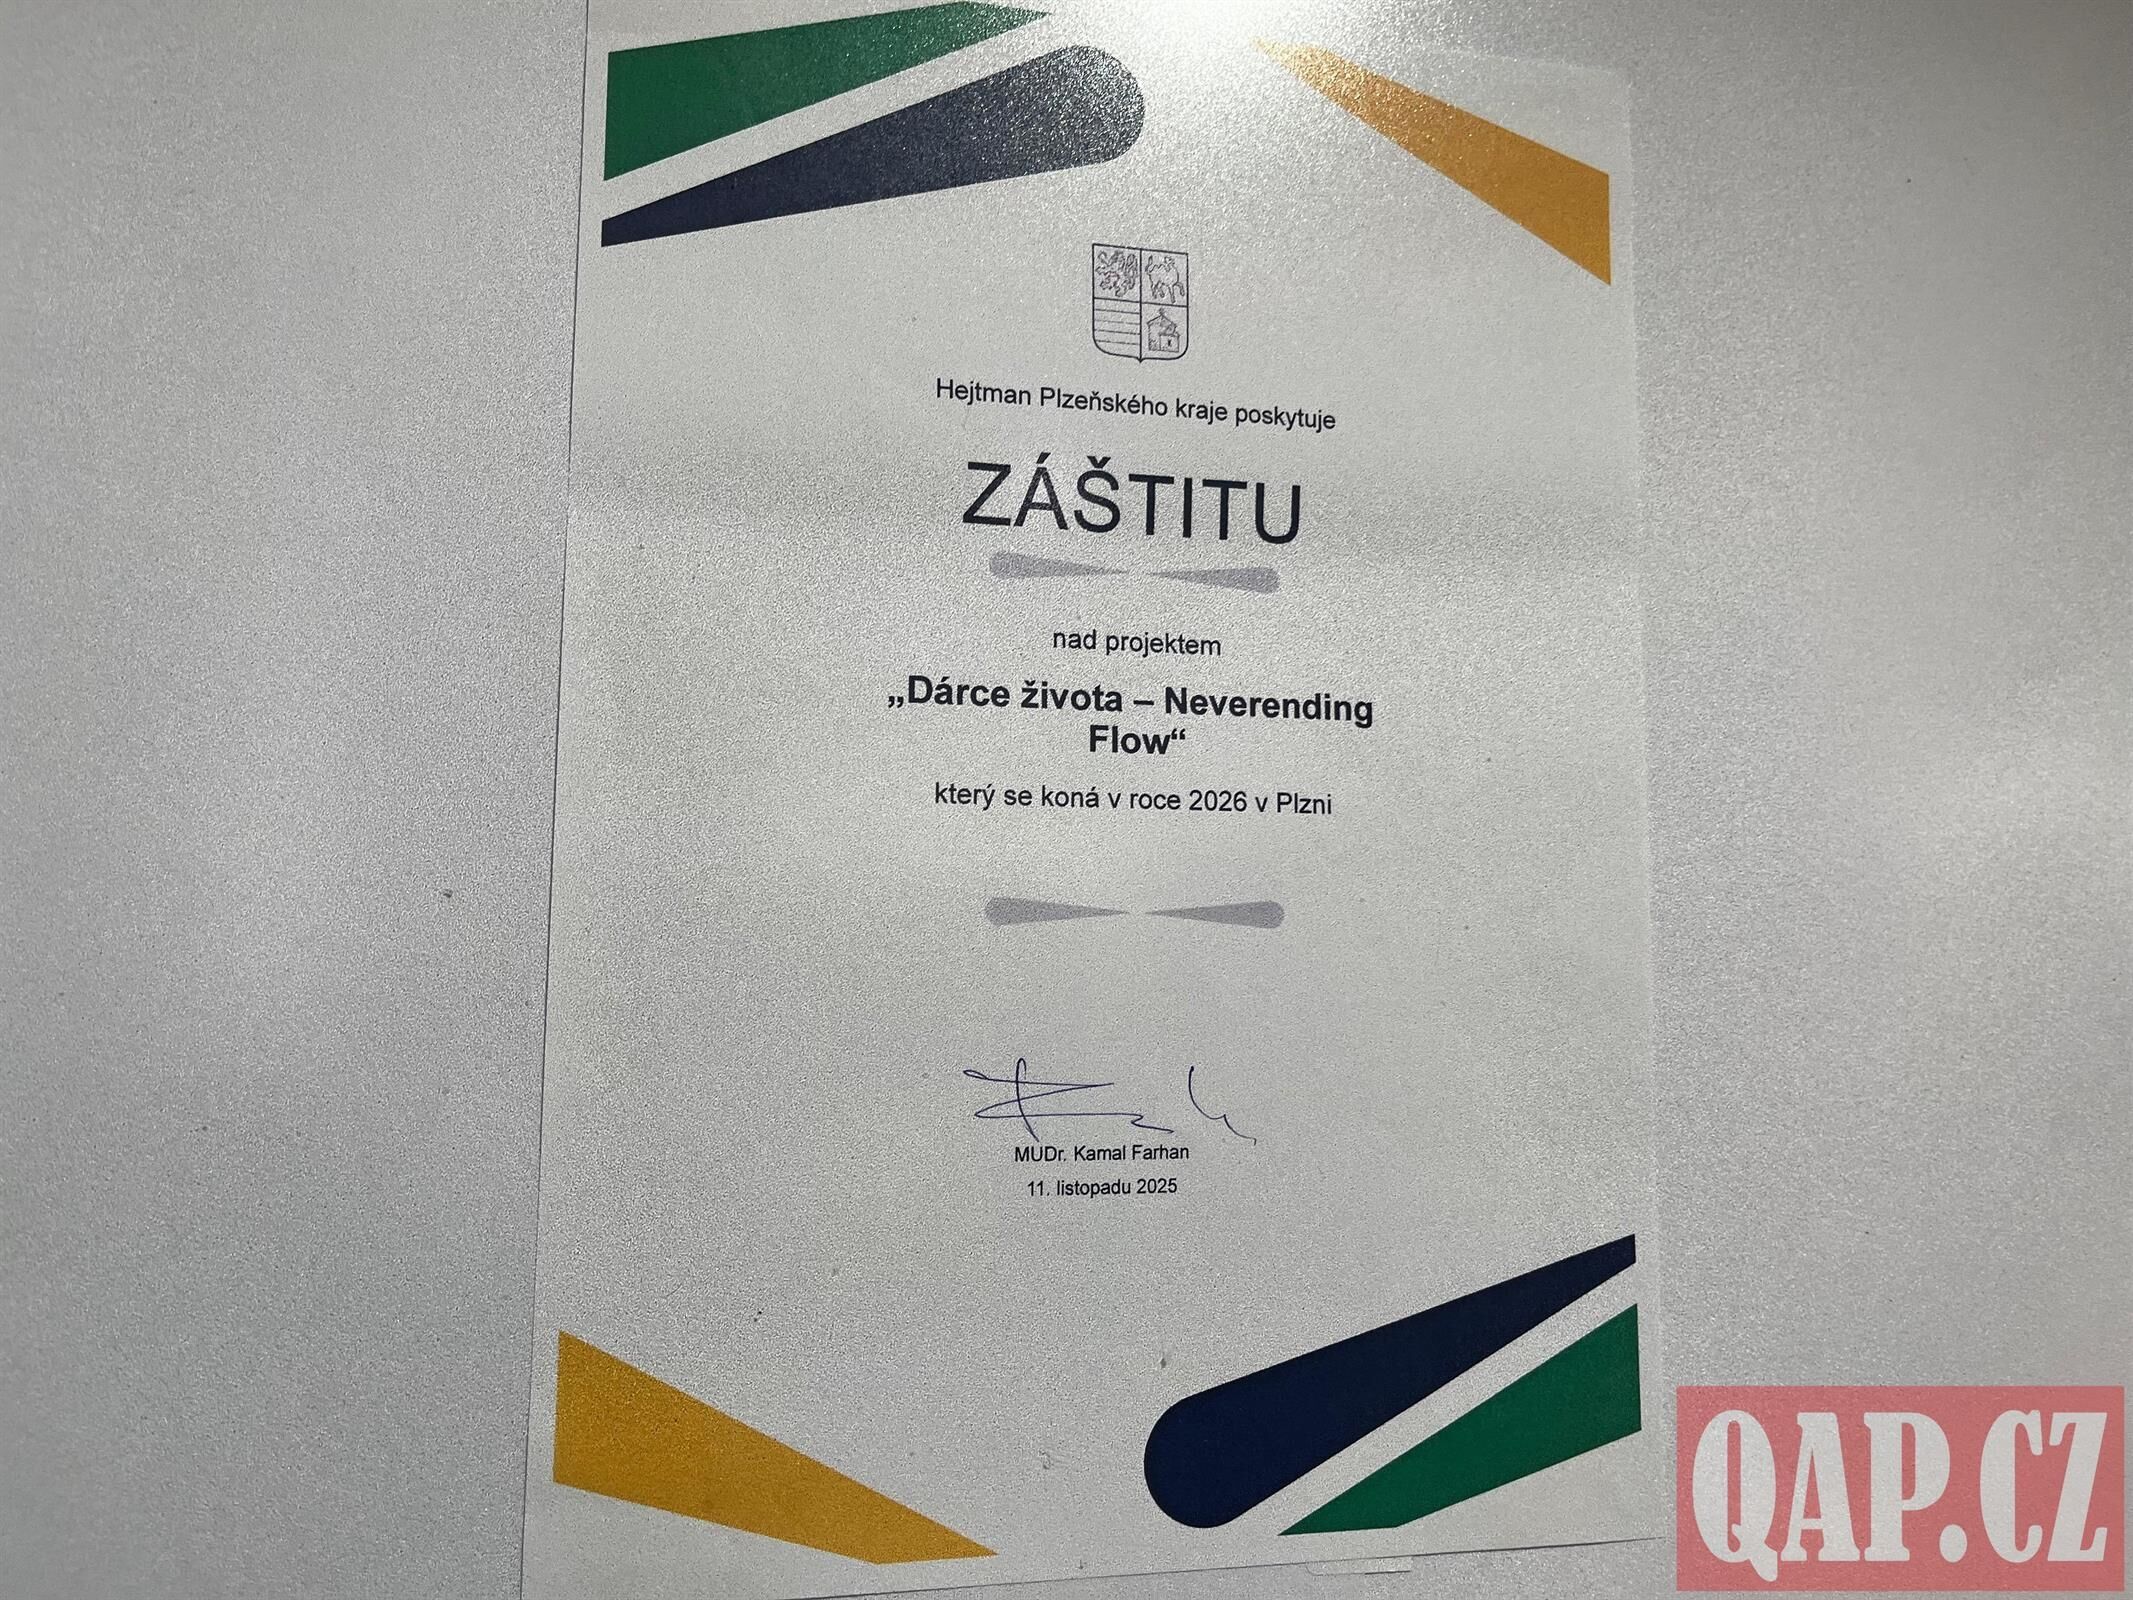 Hejtman Plzeňského kraje poskytuje
ZÁŠTITU
nad projektem
„Dárce života – Neverending
Flow“
který se koná v roce 2026 v Plzni
MUDr. Kamal Farhan
11. listopadu 2025
QAP.CZ